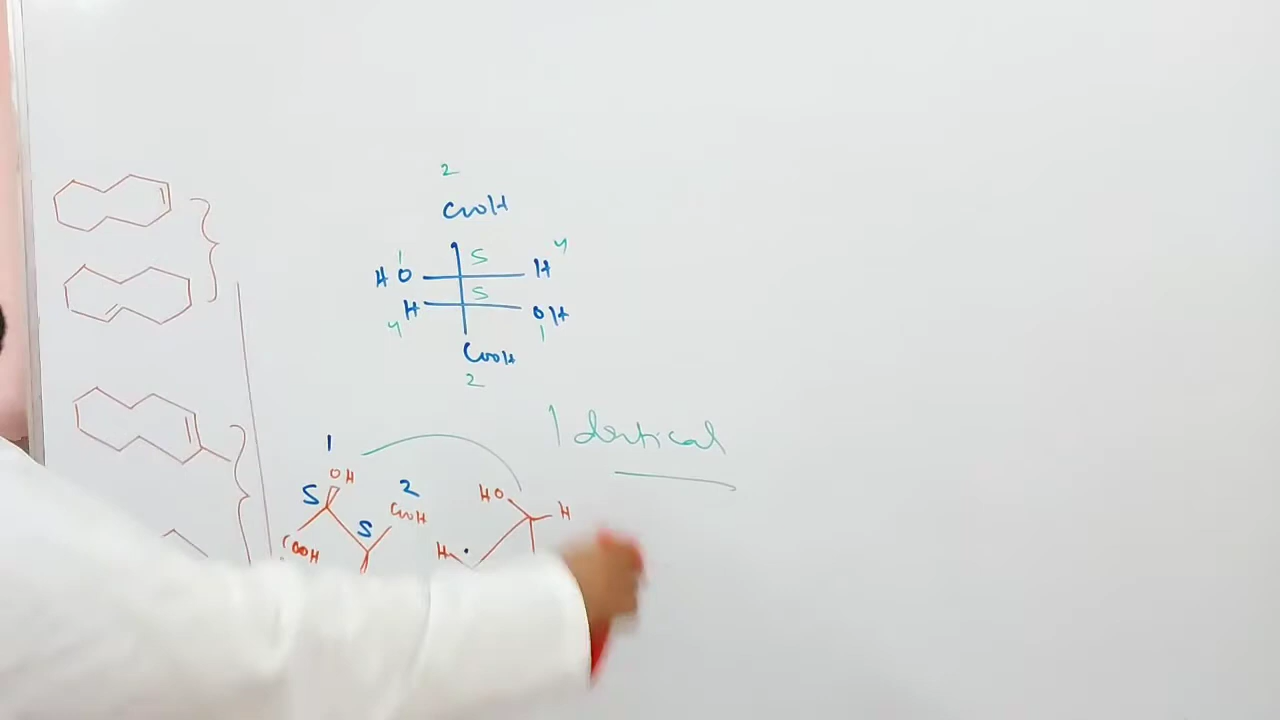 2
COOH
1 S 4
HO H
S
H OH
4 1
COOH
2
Identical
1
OH
S 2
COOH
S
COOH
HO H
H